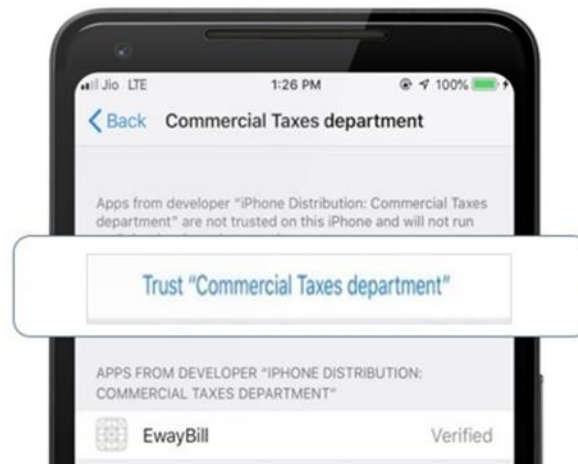 Jio LTE 1:26 PM 100%
Back Commercial Taxes department
Apps from developer "iPhone Distribution: Commercial Taxes
department" are not trusted on this iPhone and will not run
Trust "Commercial Taxes department"
APPS FROM DEVELOPER "IPHONE DISTRIBUTION:
COMMERCIAL TAXES DEPARTMENT"
EwayBill Verified